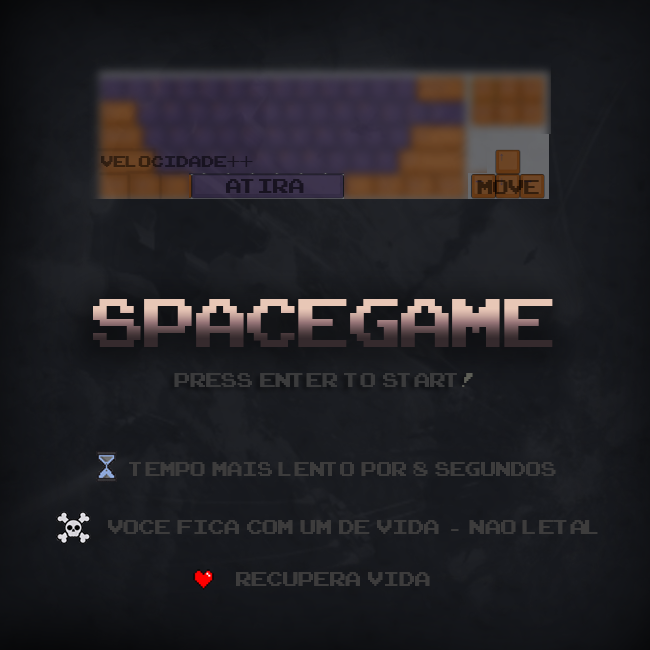 VELOCIDADE++
ATIRA
MOVE
SPACEGAME
PRESS ENTER TO START!
TEMPO MAIS LENTO POR 8 SEGUNDOS
VOCE FICA COM UM DE VIDA - NAO LETAL
RECUPERA VIDA